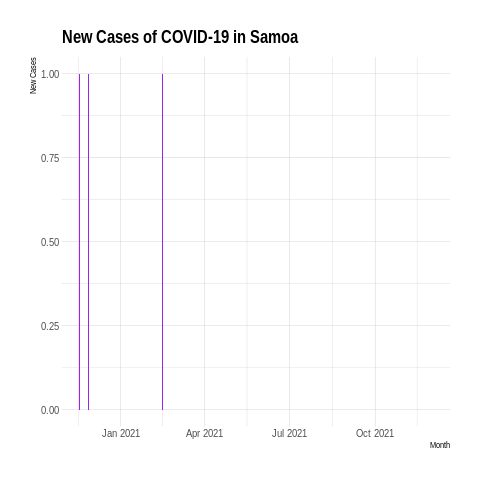 New Cases of COVID-19 in Samoa
New Cases
1.00
0.75
0.50
0.25
0.00
Jan 2021
Apr 2021
Jul 2021
Oct 2021
Month